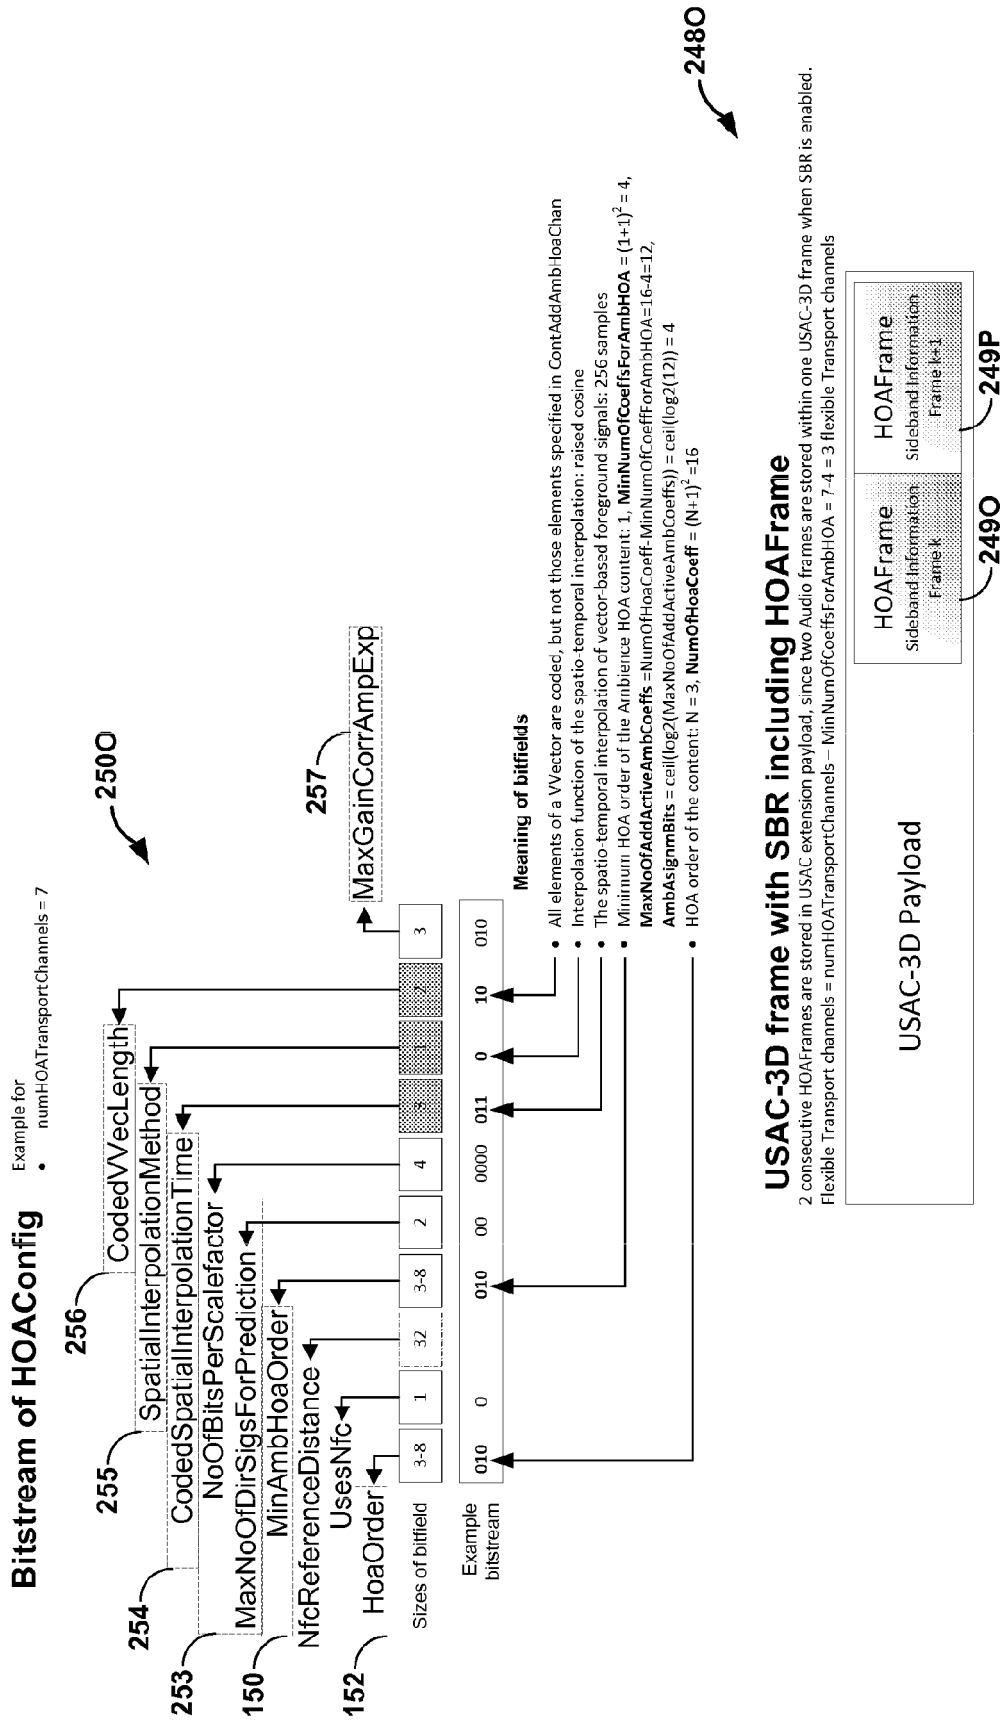 Bitstream of HOAConfig
Example for
• numHOATransportChannels = 7
250O
256
CodedVVecLength
255
SpatialInterpolationMethod
254
CodedSpatialInterpolationTime
NoOfBitsPerScalefactor
253
MaxNoOfDirSigsForPrediction
150
MinAmbHoaOrder
NfcReferenceDistance
UsesNfc
152
HoaOrder
257
MaxGainCorrAmpExp
Sizes of bitfield
3-8 1 32 3-8 2 4 3 1 2 3
Example
bitstream
010 0 010 00 0000 011 0 10 010
Meaning of bitfields
• All elements of a VVector are coded, but not those elements specified in ContAddAmbHoaChan
• Interpolation function of the spatio-temporal interpolation: raised cosine
• The spatio-temporal interpolation of vector-based foreground signals: 256 samples
• Minimum HOA order of the Ambience HOA content: 1, MinNumOfCoeffsForAmbHOA = (1+1)² = 4,
MaxNoOfAddActiveAmbCoeffs =NumOfHoaCoeff-MinNumOfCoeffForAmbHOA=16-4=12,
AmbAsignmBits = ceil(log2(MaxNoOfAddActiveAmbCoeffs)) = ceil(log2(12)) = 4
• HOA order of the content: N = 3, NumOfHoaCoeff = (N+1)² =16
248O
USAC-3D frame with SBR including HOAFrame
2 consecutive HOAFrames are stored in USAC extension payload, since two Audio frames are stored within one USAC-3D frame when SBR is enabled.
Flexible Transport channels = numHOATransportChannels – MinNumOfCoeffsForAmbHOA = 7-4 = 3 flexible Transport channels
USAC-3D Payload
HOAFrame
Sideband Information
Frame k
HOAFrame
Sideband Information
Frame k+1
249O
249P